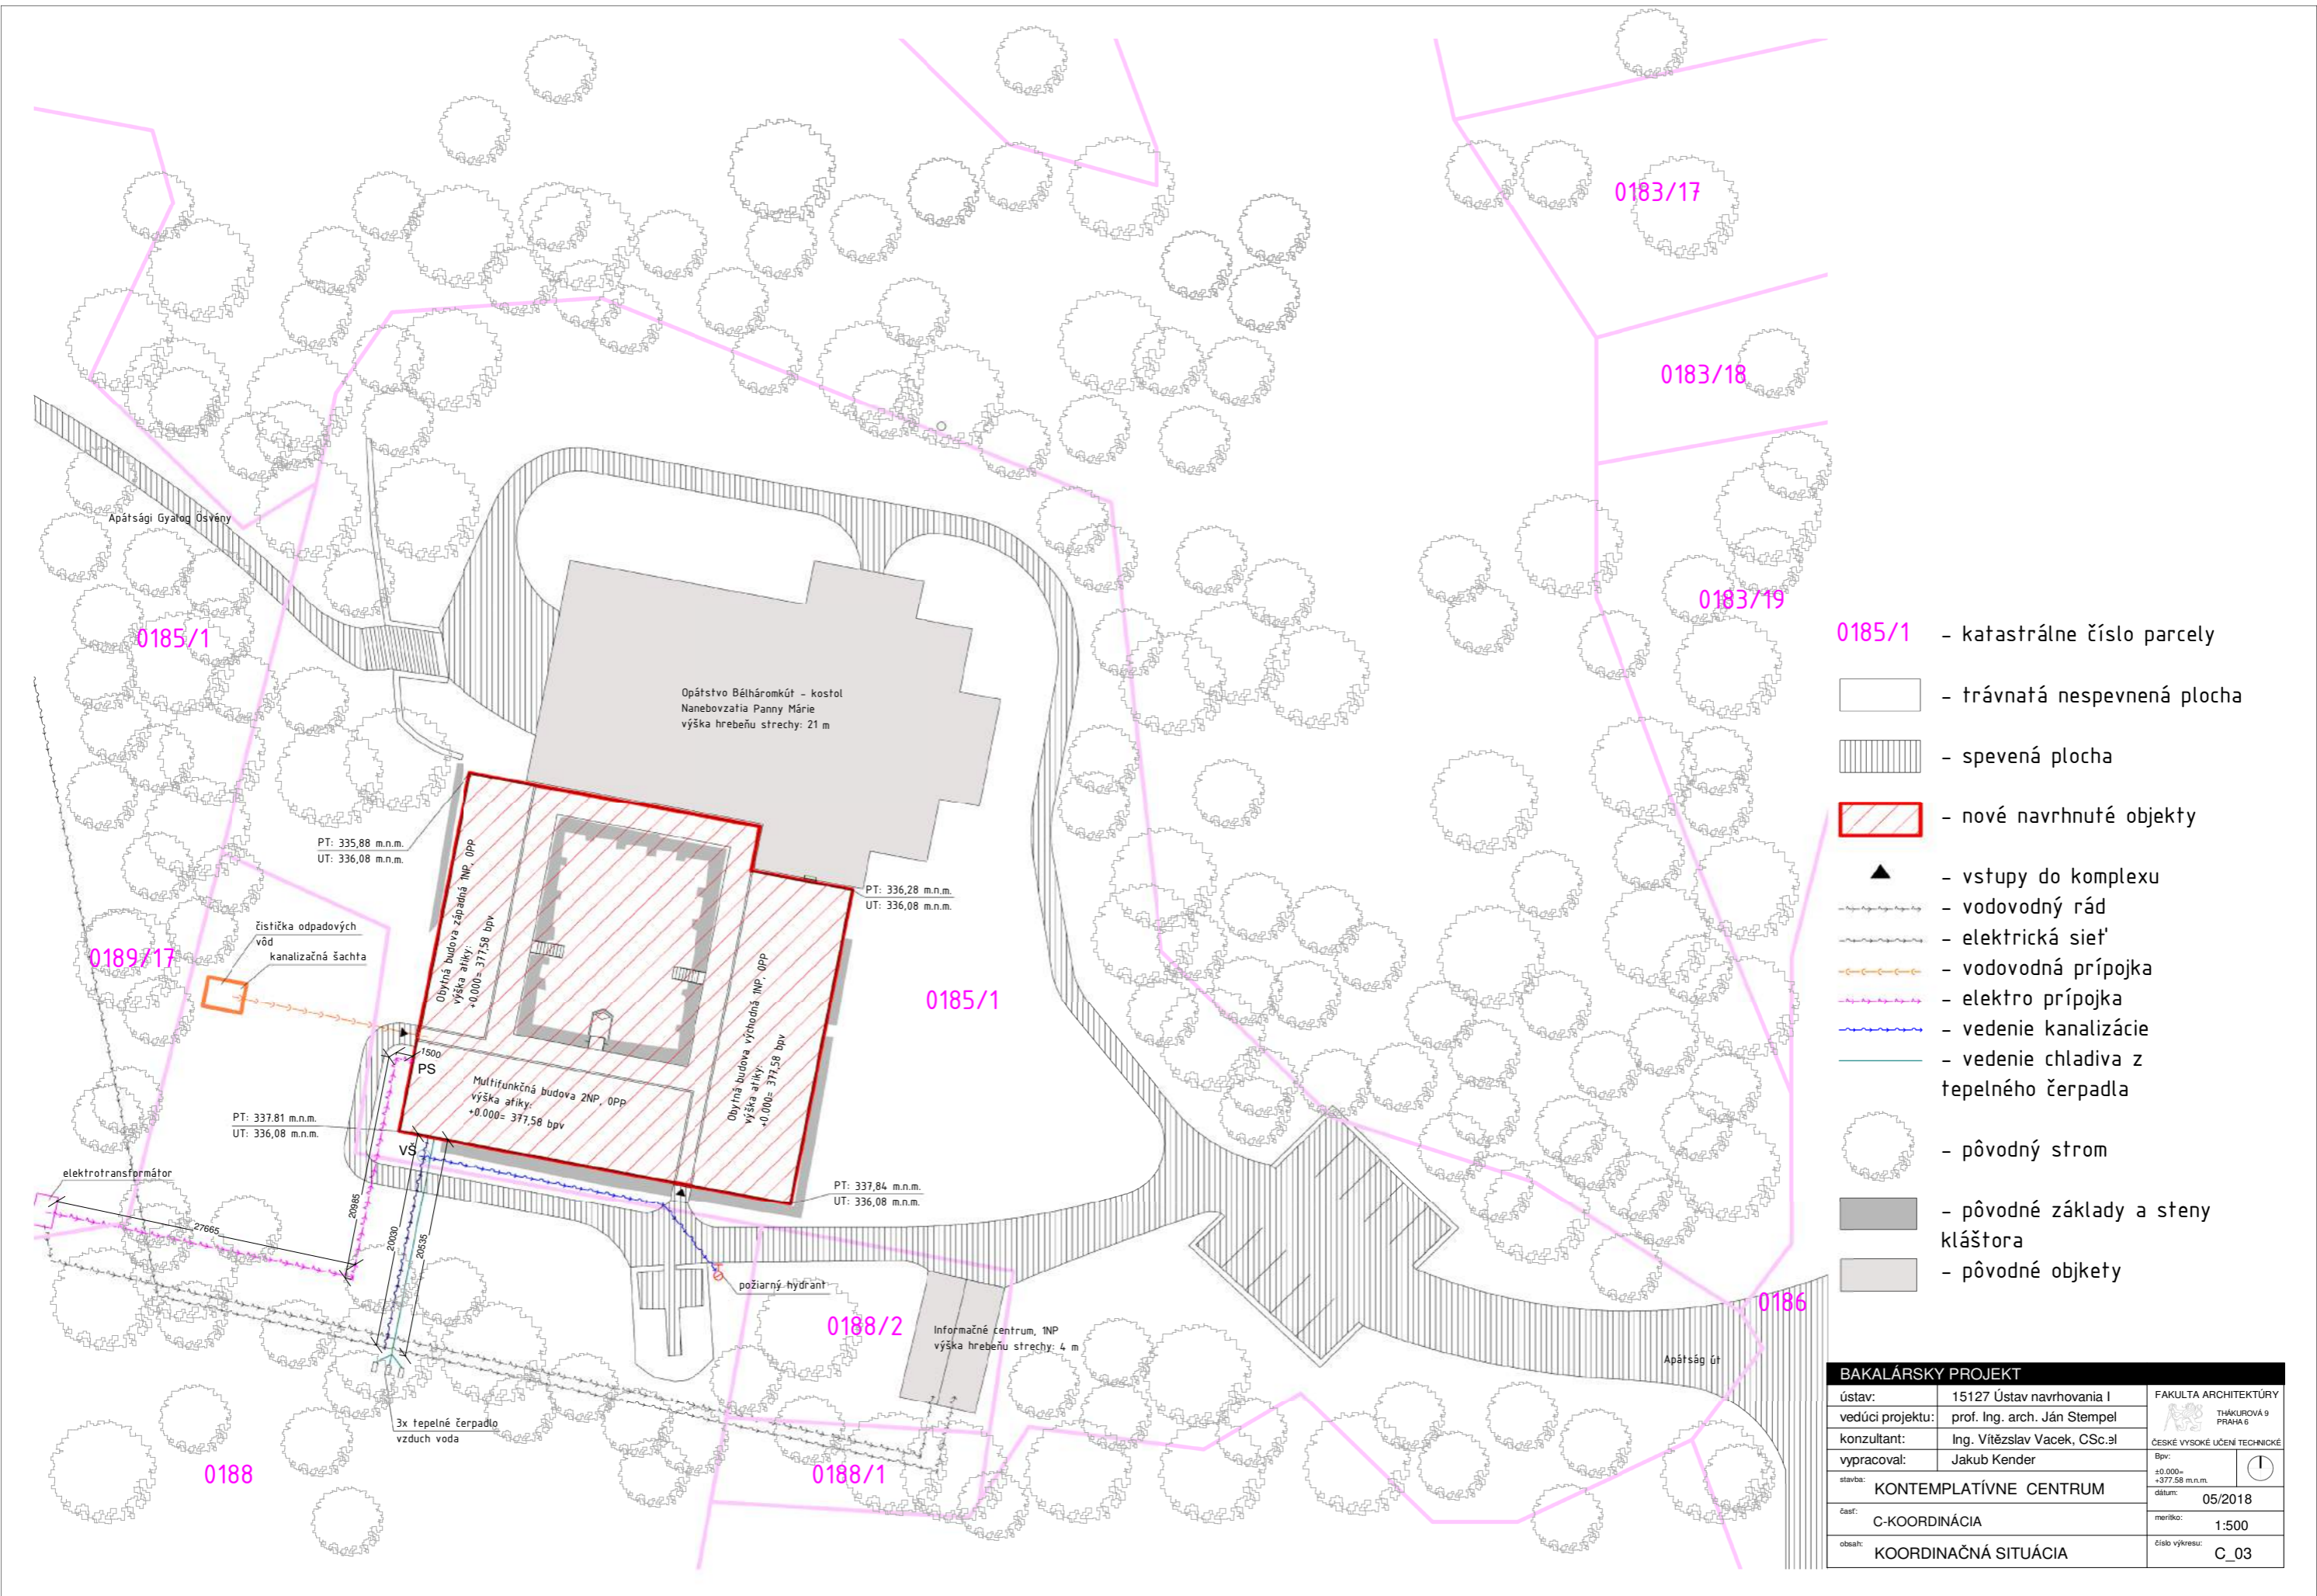 0183/17
0183/18
0183/19
Apátsági Gyalog Ösvény
0185/1
Opátstvo Bélháromkút - kostol
Nanebovzatia Panny Márie
výška hrebeňu strechy: 21 m
PT: 335,88 m.n.m.
UT: 336,08 m.n.m.
PT: 336,28 m.n.m.
UT: 336,08 m.n.m.
Obytná budova západná 1NP, 0PP
výška atiky:
+0.000= 377,58 bpv
čistička odpadových
vôd
kanalizačná šachta
0189/17
0185/1
Obytná budova východná 1NP, 0PP
výška atiky:
+0.000= 377,58 bpv
1500
PS
Multifunkčná budova 2NP, 0PP
výška atiky:
+0.000= 377,58 bpv
PT: 337.81 m.n.m.
UT: 336,08 m.n.m.
VŠ
elektrotransformátor
PT: 337,84 m.n.m.
UT: 336,08 m.n.m.
27665
20985
20030
20535
požiarny hydrant
0188/2
Informačné centrum, 1NP
výška hrebeňu strechy: 4 m
0186
Apátság út
3x tepelné čerpadlo
vzduch voda
0188
0188/1
0185/1 - katastrálne číslo parcely
- trávnatá nespevnená plocha
- spevená plocha
- nové navrhnuté objekty
- vstupy do komplexu
- vodovodný rád
- elektrická sieť
- vodovodná prípojka
- elektro prípojka
- vedenie kanalizácie
- vedenie chladiva z
tepelného čerpadla
- pôvodný strom
- pôvodné základy a steny
kláštora
- pôvodné objkety
BAKALÁRSKY PROJEKT
ústav: 15127 Ústav navrhovania I
vedúci projektu: prof. Ing. arch. Ján Stempel
konzultant: Ing. Vítězslav Vacek, CSc.
vypracoval: Jakub Kender
FAKULTA ARCHITEKTÚRY
THÁKUROVÁ 9
PRAHA 6
ČESKÉ VYSOKÉ UČENÍ TECHNICKÉ
stavba: KONTEMPLATÍVNE CENTRUM
Bpv:
±0.000=
+377.58 m.n.m.
dátum: 05/2018
časť: C-KOORDINÁCIA
merítko: 1:500
obsah: KOORDINAČNÁ SITUÁCIA
číslo výkresu: C_03